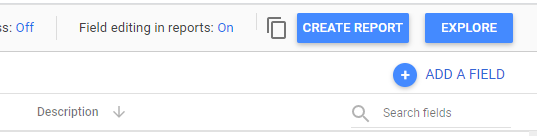 ss: Off Field editing in reports: On CREATE REPORT EXPLORE
ADD A FIELD
Description Search fields